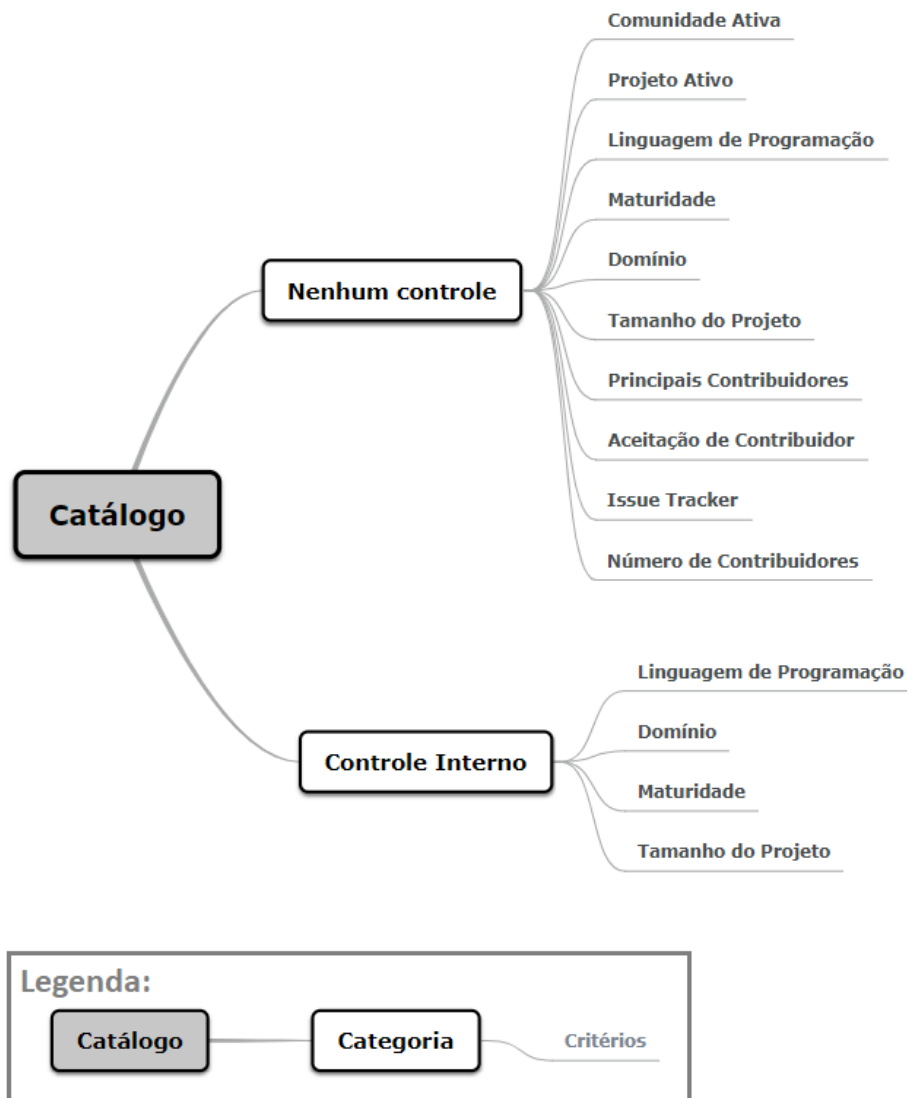 Comunidade Ativa
Projeto Ativo
Linguagem de Programação
Maturidade
Domínio
Nenhum controle
Tamanho do Projeto
Principais Contribuidores
Aceitação de Contribuidor
Issue Tracker
Número de Contribuidores
Catálogo
Linguagem de Programação
Domínio
Controle Interno
Maturidade
Tamanho do Projeto
Legenda:
Catálogo
Categoria
Critérios